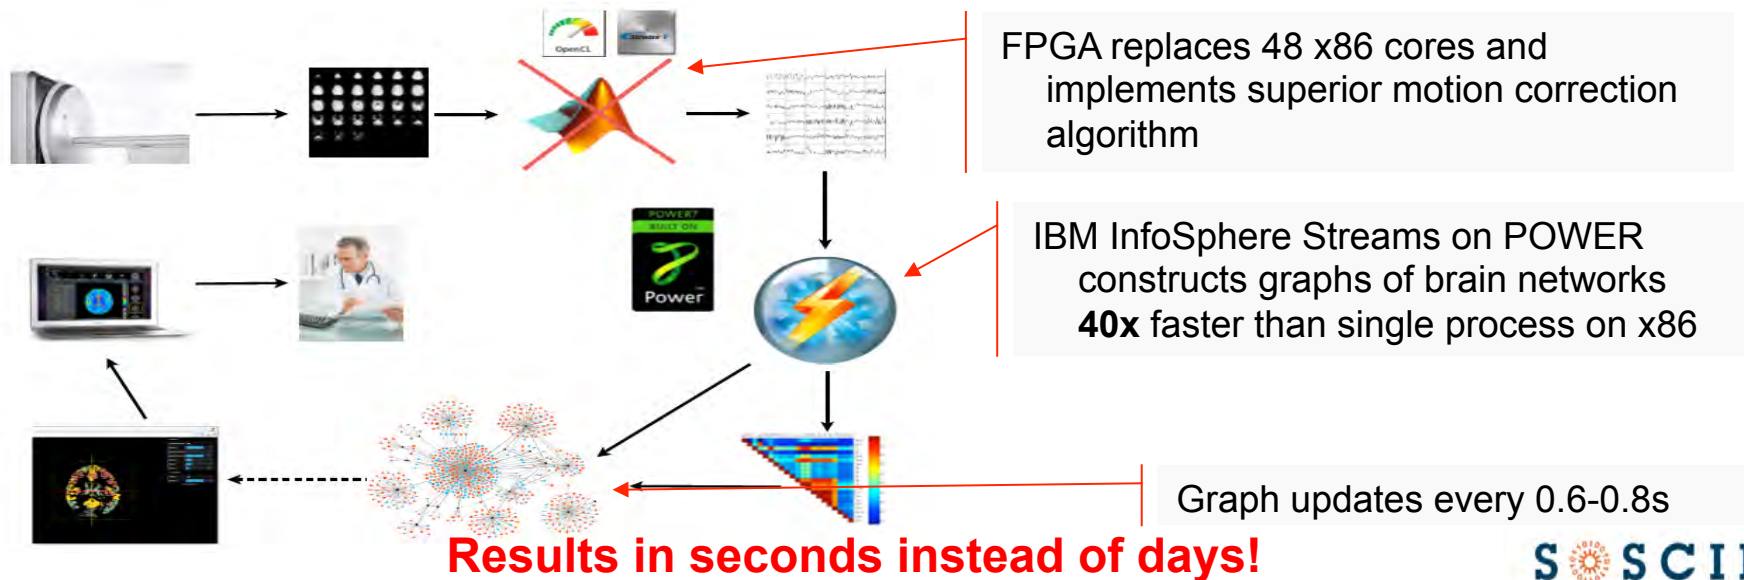 OpenCL
FPGA replaces 48 x86 cores and
implements superior motion correction
algorithm
POWER7
BUILT ON
Power
IBM InfoSphere Streams on POWER
constructs graphs of brain networks
40x faster than single process on x86
Graph updates every 0.6-0.8s
Results in seconds instead of days!